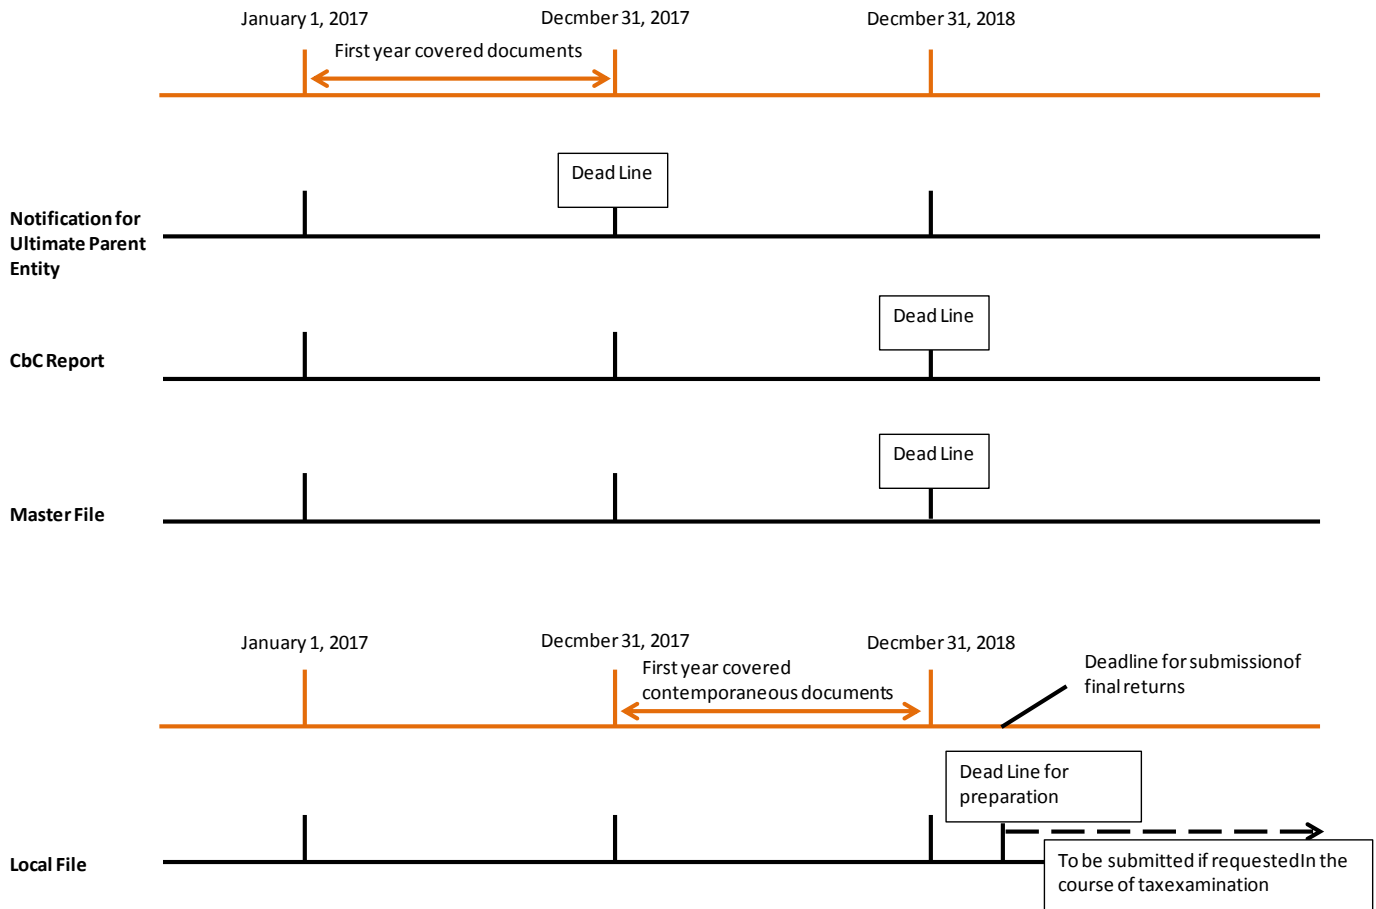 January 1, 2017
Decmber 31, 2017
Decmber 31, 2018
First year covered documents
Dead Line
Notification for
Ultimate Parent
Entity
Dead Line
CbC Report
Dead Line
Master File
January 1, 2017
Decmber 31, 2017
Decmber 31, 2018
First year covered
contemporaneous documents
Deadline for submissionof
final returns
Dead Line for
preparation
Local File
To be submitted if requestedIn the
course of taxexamination